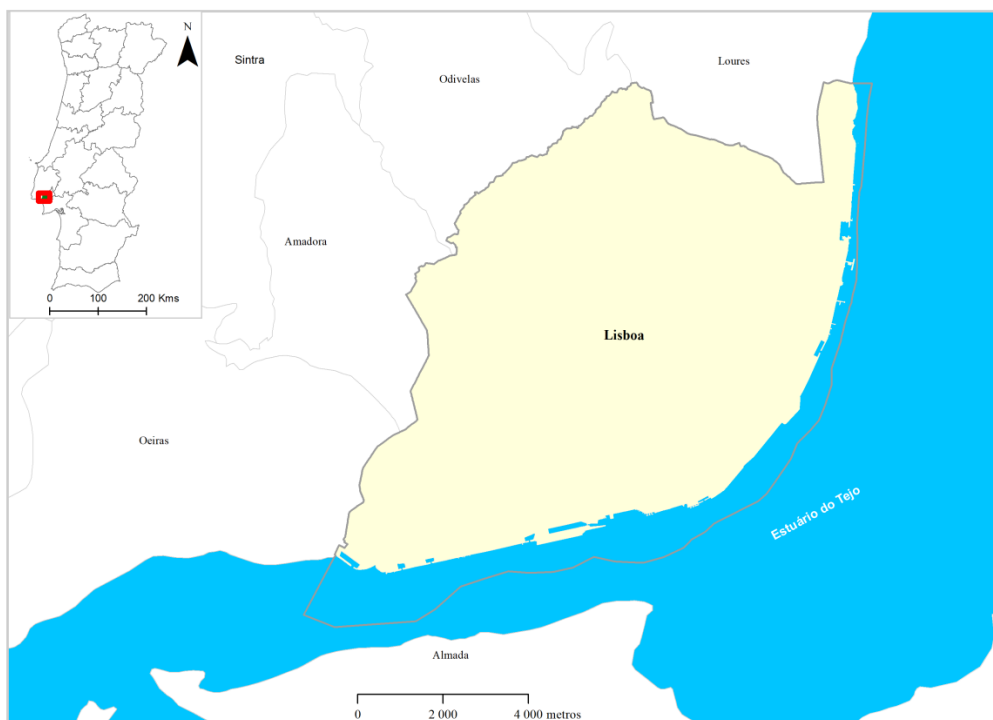 N
Sintra
Loures
Odivelas
Amadora
0 100 200 Kms
Lisboa
Oeiras
Estuário do Tejo
Almada
0 2 000 4 000 metros